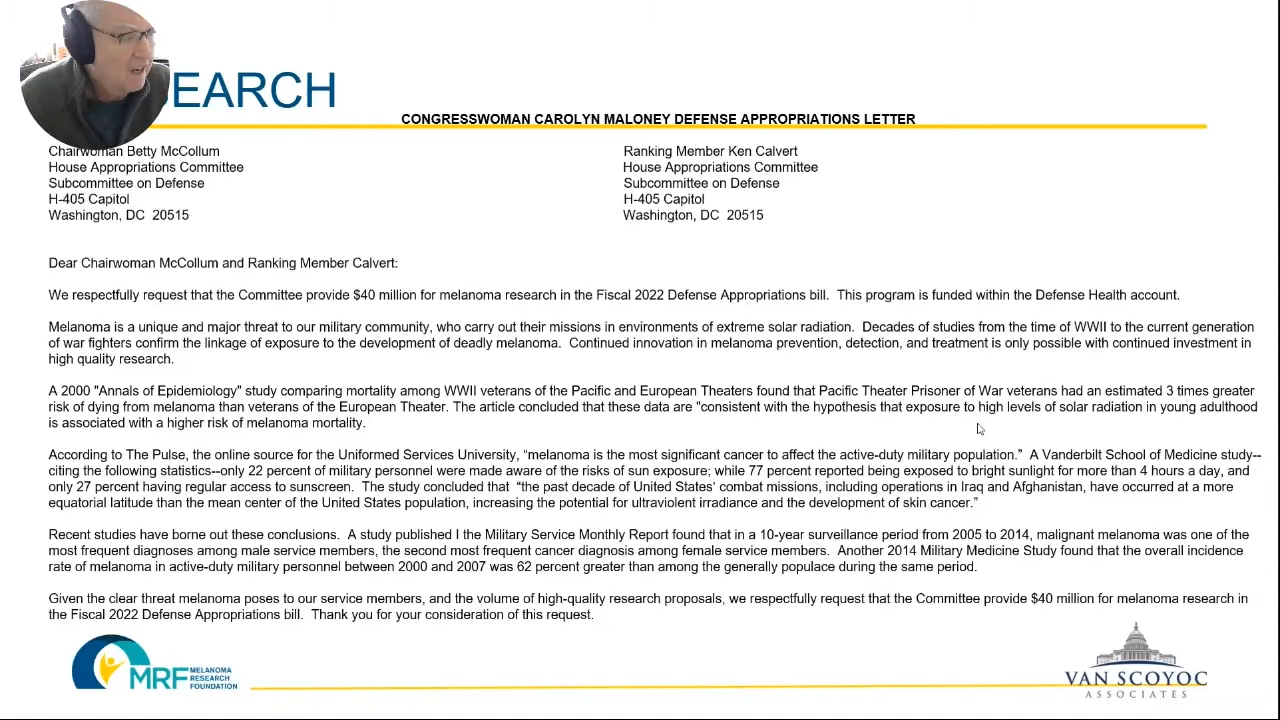 EARCH
CONGRESSWOMAN CAROLYN MALONEY DEFENSE APPROPRIATIONS LETTER
Chairwoman Betty McCollum
House Appropriations Committee
Subcommittee on Defense
H-405 Capitol
Washington, DC 20515
Ranking Member Ken Calvert
House Appropriations Committee
Subcommittee on Defense
H-405 Capitol
Washington, DC 20515
Dear Chairwoman McCollum and Ranking Member Calvert:
We respectfully request that the Committee provide $40 million for melanoma research in the Fiscal 2022 Defense Appropriations bill. This program is funded within the Defense Health account.
Melanoma is a unique and major threat to our military community, who carry out their missions in environments of extreme solar radiation. Decades of studies from the time of WWII to the current generation
of war fighters confirm the linkage of exposure to the development of deadly melanoma. Continued innovation in melanoma prevention, detection, and treatment is only possible with continued investment in
high quality research.
A 2000 "Annals of Epidemiology" study comparing mortality among WWII veterans of the Pacific and European Theaters found that Pacific Theater Prisoner of War veterans had an estimated 3 times greater
risk of dying from melanoma than veterans of the European Theater. The article concluded that these data are "consistent with the hypothesis that exposure to high levels of solar radiation in young adulthood
is associated with a higher risk of melanoma mortality.
According to The Pulse, the online source for the Uniformed Services University, “melanoma is the most significant cancer to affect the active-duty military population.” A Vanderbilt School of Medicine study--
citing the following statistics--only 22 percent of military personnel were made aware of the risks of sun exposure; while 77 percent reported being exposed to bright sunlight for more than 4 hours a day, and
only 27 percent having regular access to sunscreen. The study concluded that “the past decade of United States’ combat missions, including operations in Iraq and Afghanistan, have occurred at a more
equatorial latitude than the mean center of the United States population, increasing the potential for ultraviolet irradiance and the development of skin cancer.”
Recent studies have borne out these conclusions. A study published I the Military Service Monthly Report found that in a 10-year surveillance period from 2005 to 2014, malignant melanoma was one of the
most frequent diagnoses among male service members, the second most frequent cancer diagnosis among female service members. Another 2014 Military Medicine Study found that the overall incidence
rate of melanoma in active-duty military personnel between 2000 and 2007 was 62 percent greater than among the generally populace during the same period.
Given the clear threat melanoma poses to our service members, and the volume of high-quality research proposals, we respectfully request that the Committee provide $40 million for melanoma research in
the Fiscal 2022 Defense Appropriations bill. Thank you for your consideration of this request.
MRF MELANOMA
RESEARCH
FOUNDATION
VAN SCOYOC
ASSOCIATES